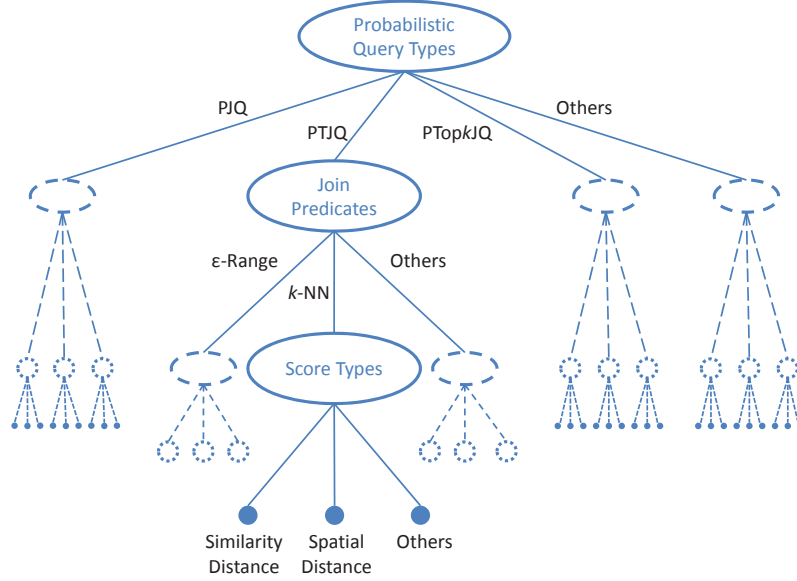 Probabilistic
Query Types
PJQ
PTJQ
PTopkJQ
Others
Join
Predicates
ε-Range
k-NN
Others
Score Types
Similarity
Distance
Spatial
Distance
Others